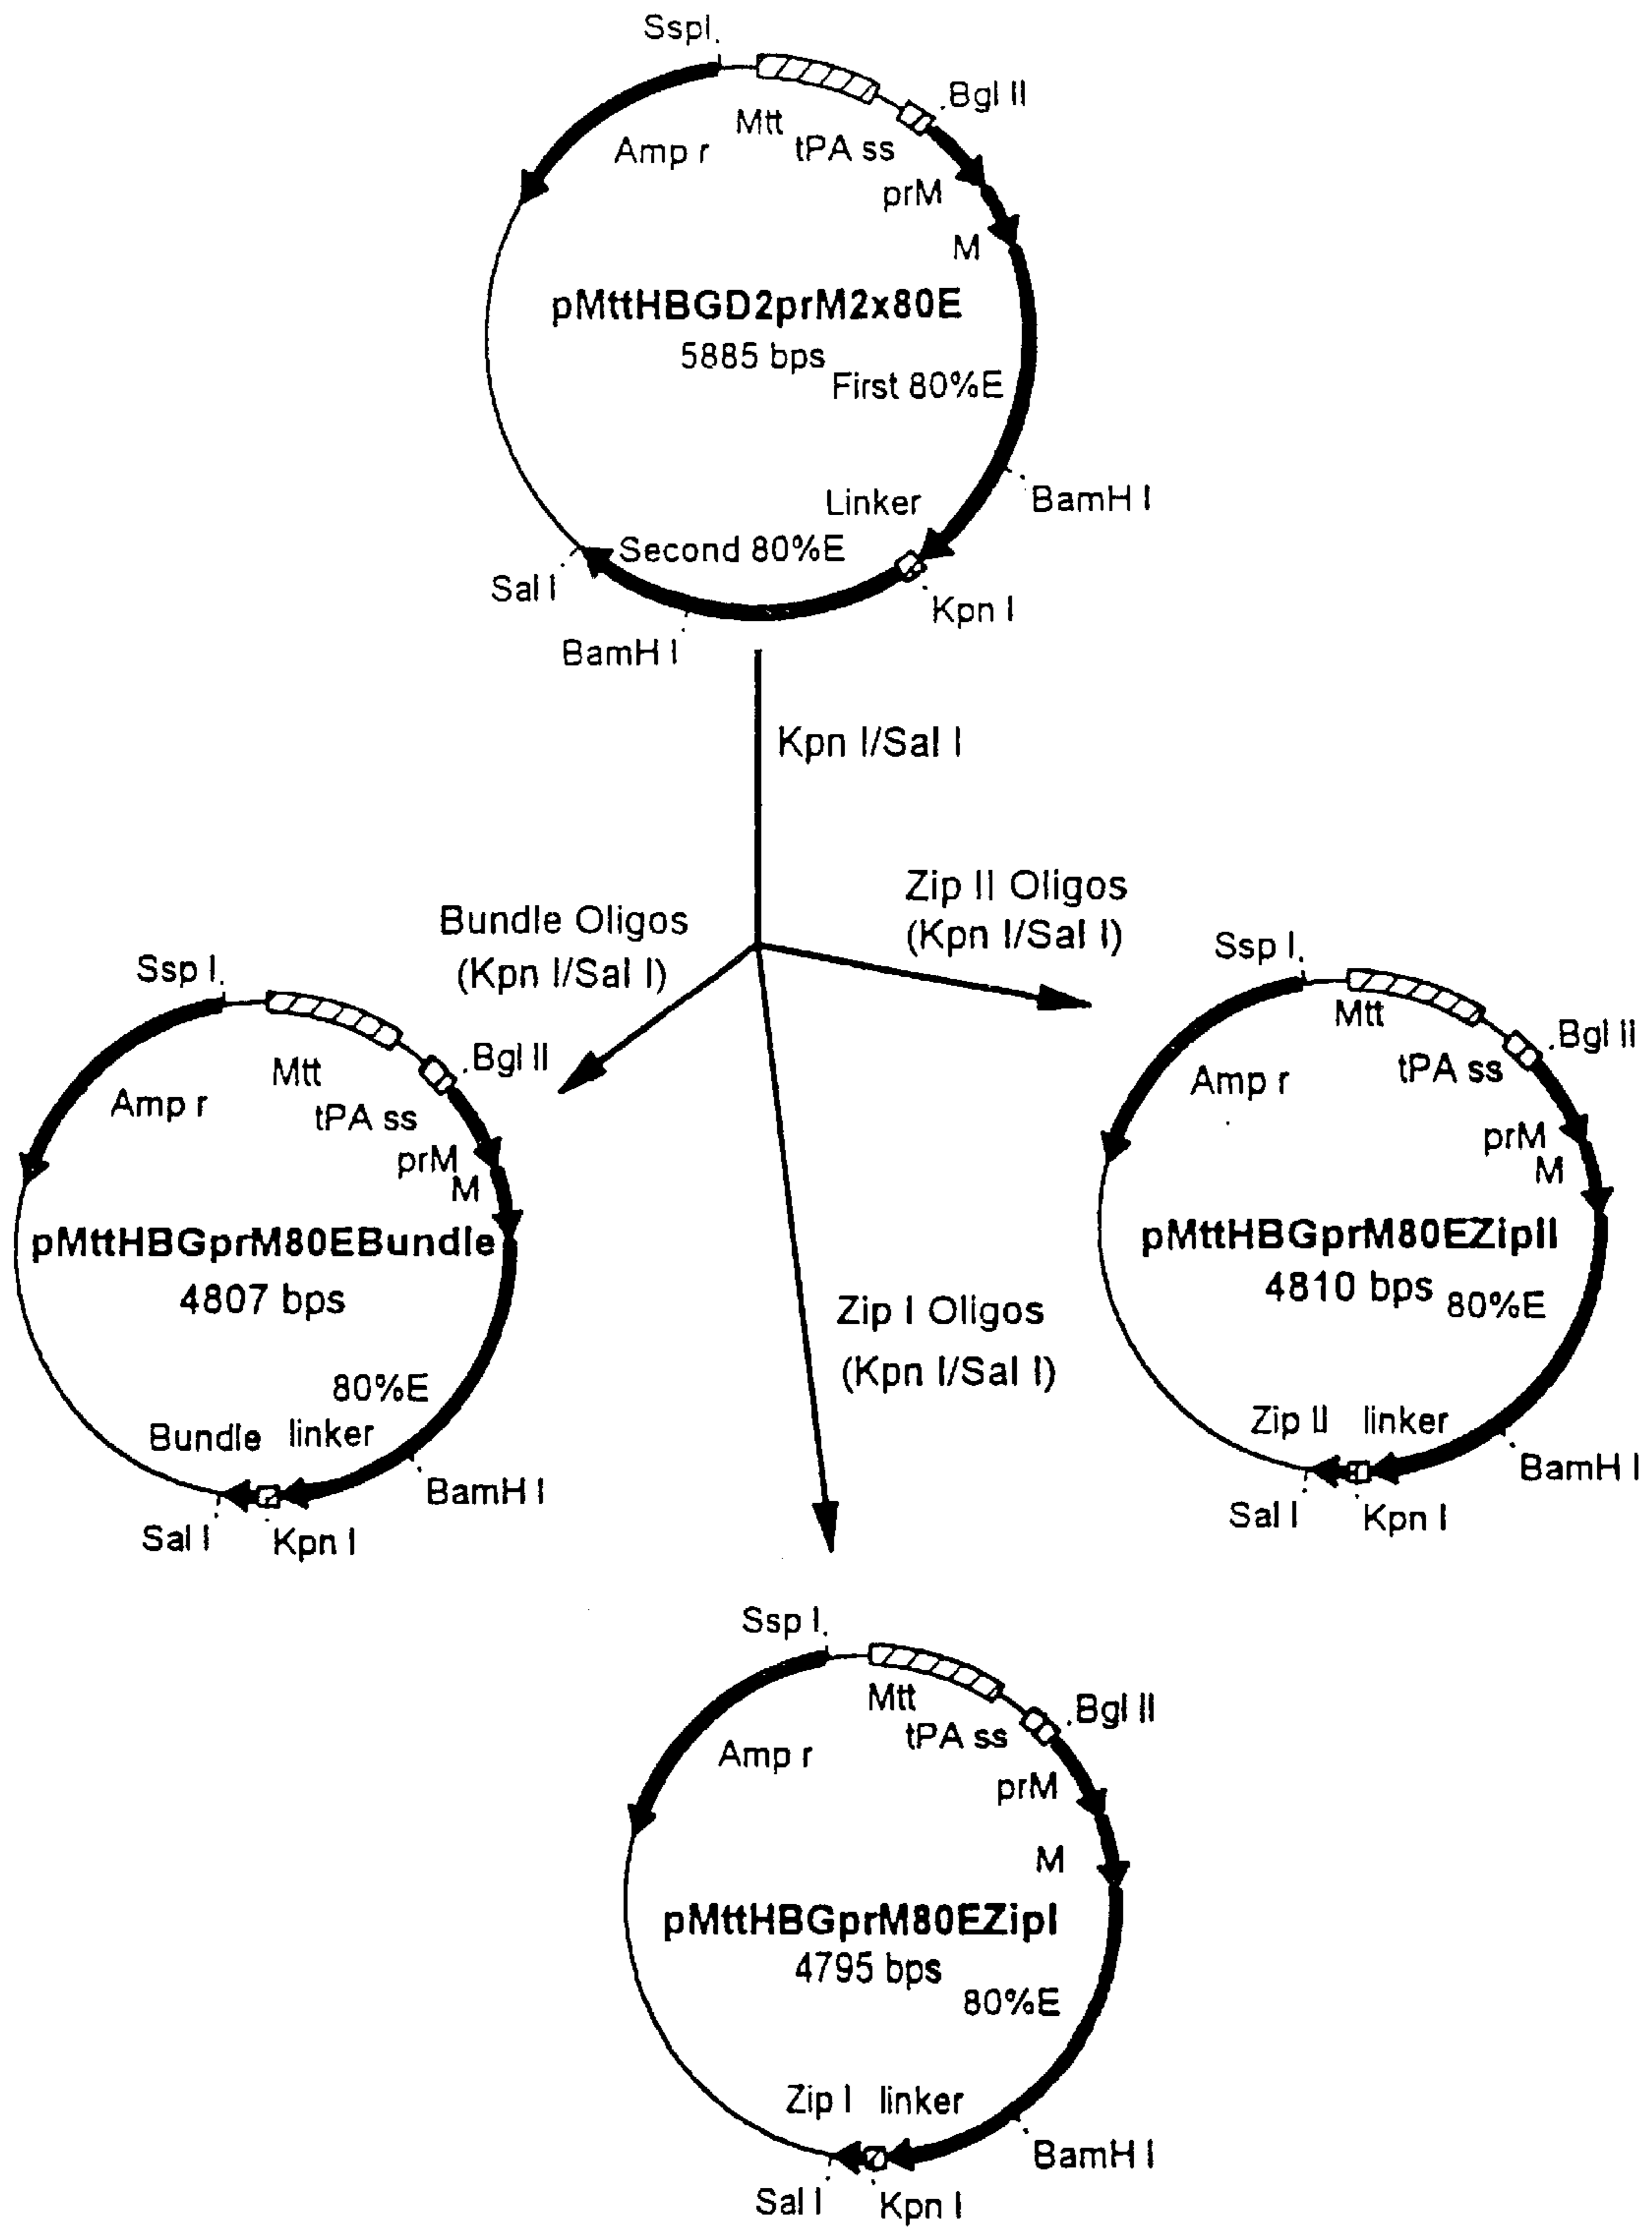 SspI
Bgl II
Mtt
Amp r
tPA ss
prM
M
pMttHBGD2prM2x80E
5885 bps
First 80%E
Linker
BamH I
Second 80%E
Sal I
Kpn I
BamH I
Kpn I/Sal I
Zip II Oligos
(Kpn I/Sal I)
Bundle Oligos
(Kpn I/Sal I)
Ssp I
Bgl II
Mtt
Amp r
tPA ss
prM
M
pMttHBGprM80EBundle
4807 bps
80%E
Bundle linker
BamH I
Sal I
Kpn I
Ssp I
Mtt
Bgl II
tPA ss
Amp r
prM
M
pMttHBGprM80EZipII
4810 bps
80%E
Zip II linker
BamH I
Sal I
Kpn I
Zip I Oligos
(Kpn I/Sal I)
Ssp I
Mtt
Bgl II
tPA ss
Amp r
prM
M
pMttHBGprM80EZipI
4795 bps
80%E
Zip I linker
BamH I
Sal I
Kpn I